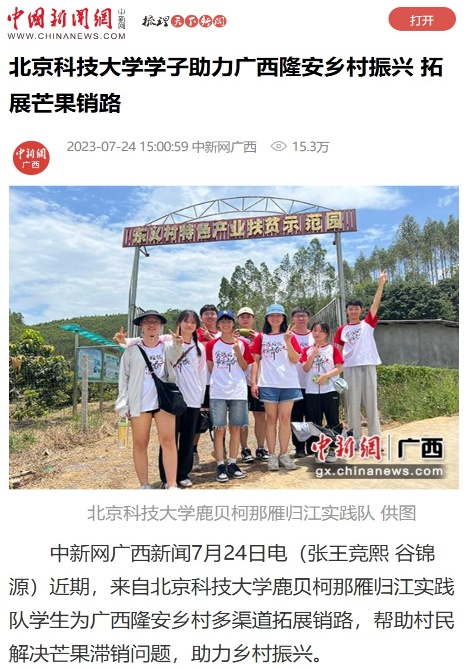 中国新闻网
WWW.CHINANEWS.COM
中新网
梳理天下新闻
打开
北京科技大学学子助力广西隆安乡村振兴 拓
展芒果销路
中新網
广西
2023-07-24 15:00:59 中新网广西 15.3万
东义村特色产业扶贫示范园
中新網 广西
gx.chinanews.com
北京科技大学鹿贝柯那雁归江实践队 供图
中新网广西新闻7月24日电（张王竞熙 谷锦
源）近期，来自北京科技大学鹿贝柯那雁归江实践
队学生为广西隆安乡村多渠道拓展销路，帮助村民
解决芒果滞销问题，助力乡村振兴。